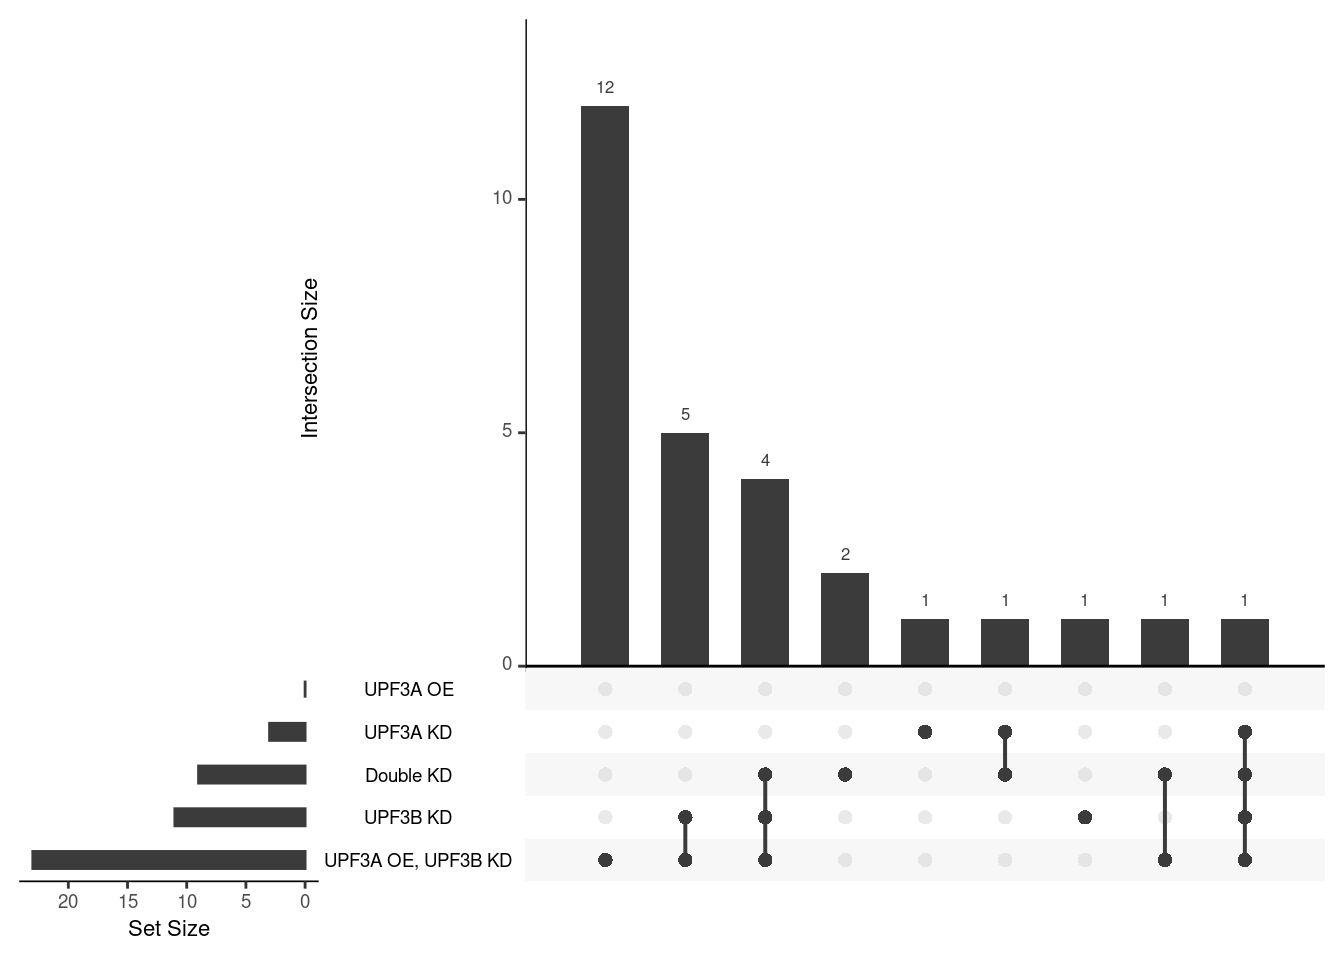 12
10
5
4
2
1 1 1 1 1
5
0
Intersection Size
UPF3A OE
UPF3A KD
Double KD
UPF3B KD
UPF3A OE, UPF3B KD
20 15 10 5 0
Set Size